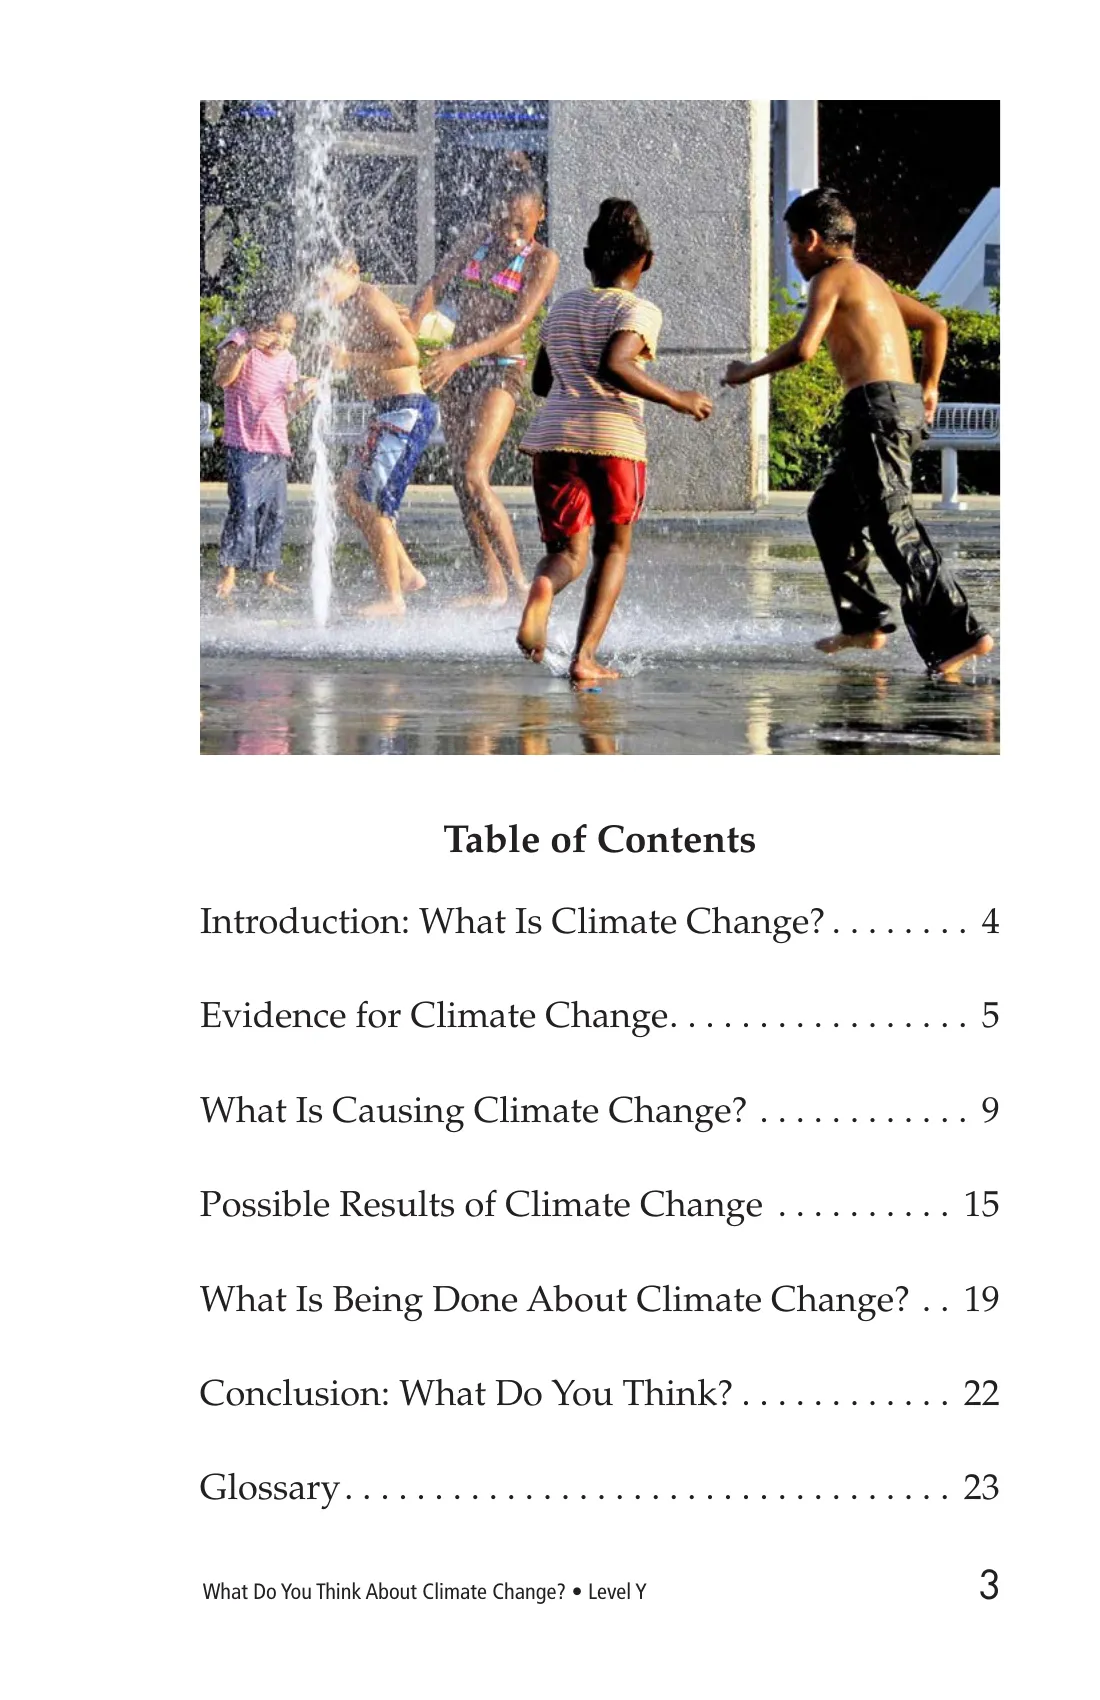 Table of Contents
Introduction: What Is Climate Change? . . . . . . . . 4
Evidence for Climate Change. . . . . . . . . . . . . . . . . 5
What Is Causing Climate Change? . . . . . . . . . . . . 9
Possible Results of Climate Change . . . . . . . . . . 15
What Is Being Done About Climate Change? . . 19
Conclusion: What Do You Think? . . . . . . . . . . . . 22
Glossary . . . . . . . . . . . . . . . . . . . . . . . . . . . . . . . . . . 23
What Do You Think About Climate Change? • Level Y 3